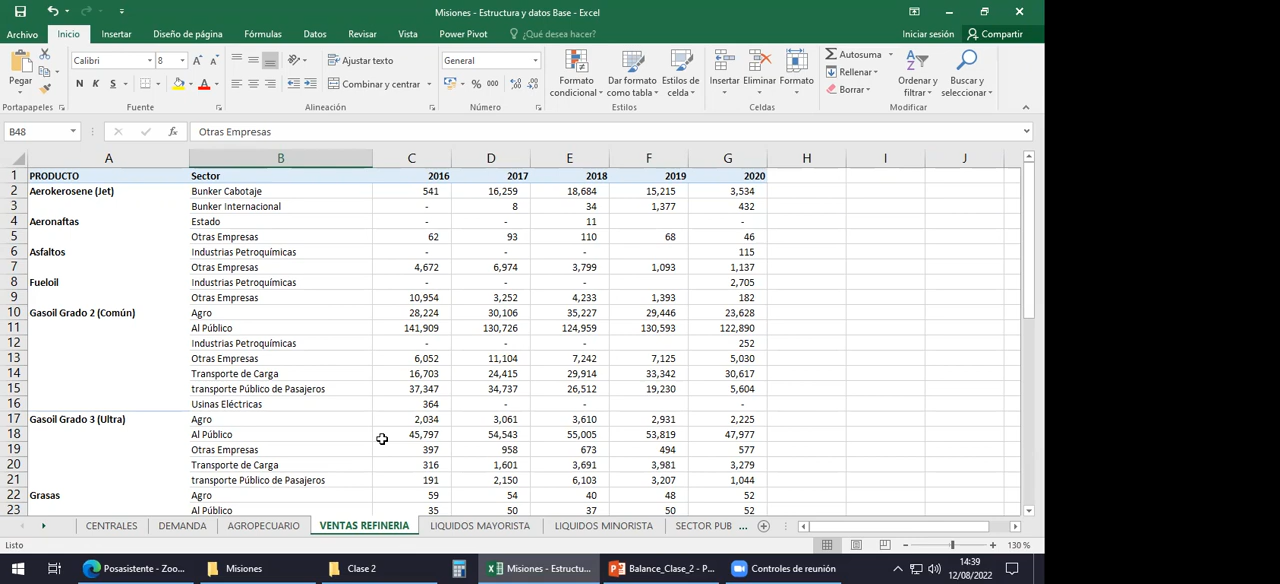 Misiones - Estructura y datos Base - Excel
Archivo Inicio Insertar Diseño de página Fórmulas Datos Revisar Vista Power Pivot ¿Qué desea hacer? Iniciar sesión Compartir
Pegar
Portapapeles
Calibri 8
N K S
Fuente
Ajustar texto
Combinar y centrar
Alineación
General
% 000
Número
Formato condicional
Dar formato como tabla
Estilos de celda
Estilos
Insertar Eliminar Formato
Celdas
Autosuma
Rellenar
Borrar
Ordenar y filtrar
Buscar y seleccionar
Modificar
B48 fx Otras Empresas
A B C D E F G H I J
1 PRODUCTO Sector 2016 2017 2018 2019 2020
2 Aerokerosene (Jet) Bunker Cabotaje 541 16,259 18,684 15,215 3,534
3 Bunker Internacional - 8 34 1,377 432
4 Aeronaftas Estado - - 11 -
5 Otras Empresas 62 93 110 68 46
6 Asfaltos Industrias Petroquímicas - - - 115
7 Otras Empresas 4,672 6,974 3,799 1,093 1,137
8 Fueloil Industrias Petroquímicas - - - 2,705
9 Otras Empresas 10,954 3,252 4,233 1,393 182
10 Gasoil Grado 2 (Común) Agro 28,224 30,106 35,227 29,446 23,628
11 Al Público 141,909 130,726 124,959 130,593 122,890
12 Industrias Petroquímicas - - - 252
13 Otras Empresas 6,052 11,104 7,242 7,125 5,030
14 Transporte de Carga 16,703 24,415 29,914 33,342 30,617
15 transporte Público de Pasajeros 37,347 34,737 26,512 19,230 5,604
16 Usinas Eléctricas 364 - - - -
17 Gasoil Grado 3 (Ultra) Agro 2,034 3,061 3,610 2,931 2,225
18 Al Público 45,797 54,543 55,005 53,819 47,977
19 Otras Empresas 397 958 673 494 577
20 Transporte de Carga 316 1,601 3,691 3,981 3,279
21 transporte Público de Pasajeros 191 2,150 6,103 3,207 1,044
22 Grasas Agro 59 54 40 48 52
23 Al Público 35 50 37 50 52
CENTRALES DEMANDA AGROPECUARIO VENTAS REFINERIA LIQUIDOS MAYORISTA LIQUIDOS MINORISTA SECTOR PUB ...
Listo 130 %
Posasistente - Zoo... Misiones Clase 2 Misiones - Estructu... Balance_Clase_2 - P... Controles de reunión
14:39
12/08/2022